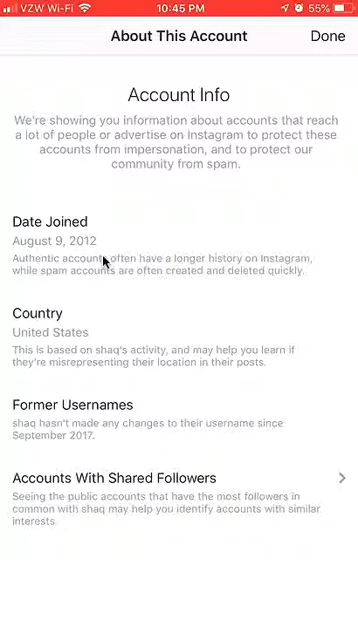 VZW Wi-Fi 10:45 PM 55%
About This Account Done
Account Info
We're showing you information about accounts that reach
a lot of people or advertise on Instagram to protect these
accounts from impersonation, and to protect our
community from spam.
Date Joined
August 9, 2012
Authentic accounts often have a longer history on Instagram,
while spam accounts are often created and deleted quickly.
Country
United States
This is based on shaq's activity, and may help you learn if
they're misrepresenting their location in their posts.
Former Usernames
shaq hasn't made any changes to their username since
September 2017.
Accounts With Shared Followers
Seeing the public accounts that have the most followers in
common with shaq may help you identify accounts with similar
interests.